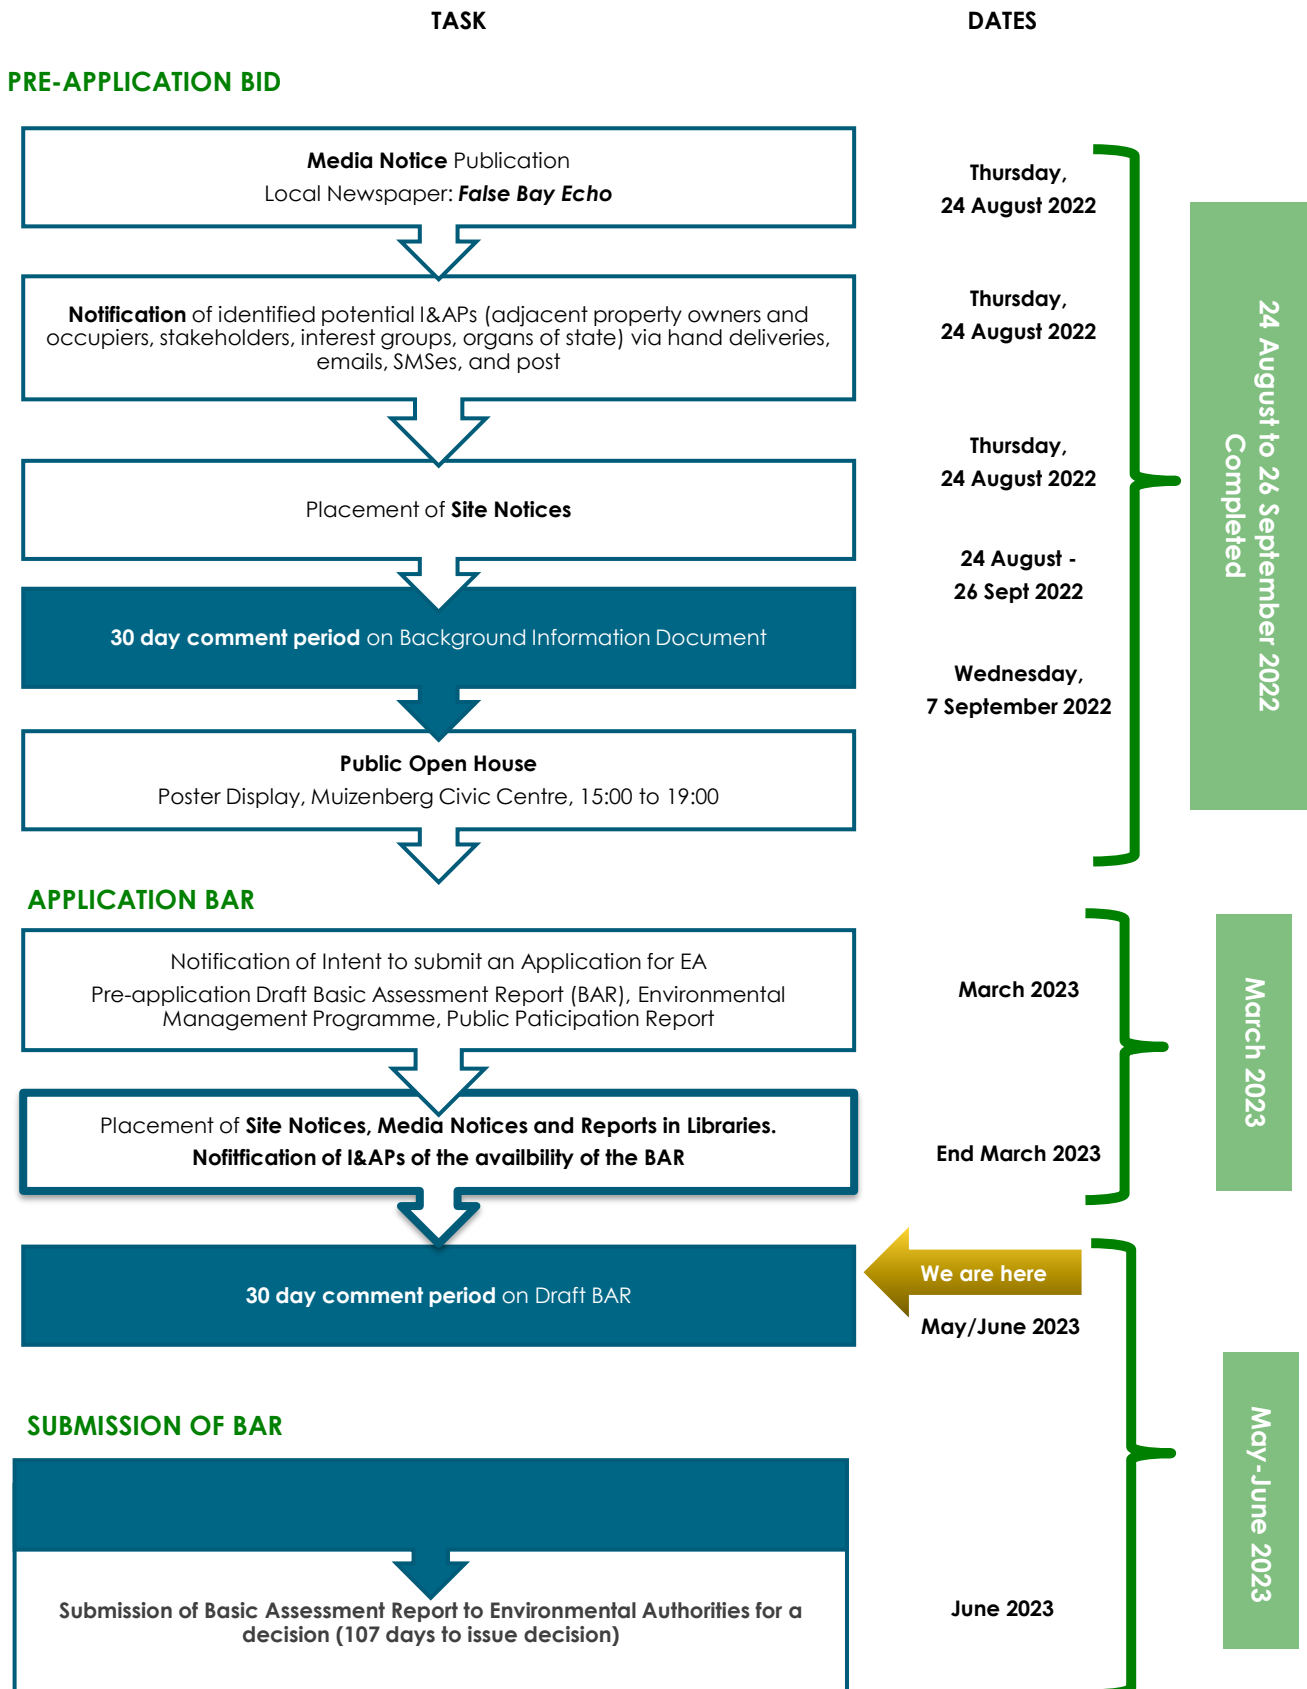 TASK
DATES
PRE-APPLICATION BID
Media Notice Publication
Local Newspaper: False Bay Echo
Thursday,
24 August 2022
Notification of identified potential I&APs (adjacent property owners and
occupiers, stakeholders, interest groups, organs of state) via hand deliveries,
emails, SMSes, and post
Thursday,
24 August 2022
Placement of Site Notices
Thursday,
24 August 2022
30 day comment period on Background Information Document
24 August -
26 Sept 2022
Public Open House
Poster Display, Muizenberg Civic Centre, 15:00 to 19:00
Wednesday,
7 September 2022
24 August to 26 September 2022
Completed
APPLICATION BAR
Notification of Intent to submit an Application for EA
Pre-application Draft Basic Assessment Report (BAR), Environmental
Management Programme, Public Paticipation Report
March 2023
Placement of Site Notices, Media Notices and Reports in Libraries.
Nofitfication of I&APs of the availbility of the BAR
End March 2023
March 2023
30 day comment period on Draft BAR
We are here
May/June 2023
SUBMISSION OF BAR
Submission of Basic Assessment Report to Environmental Authorities for a
decision (107 days to issue decision)
June 2023
May-June 2023